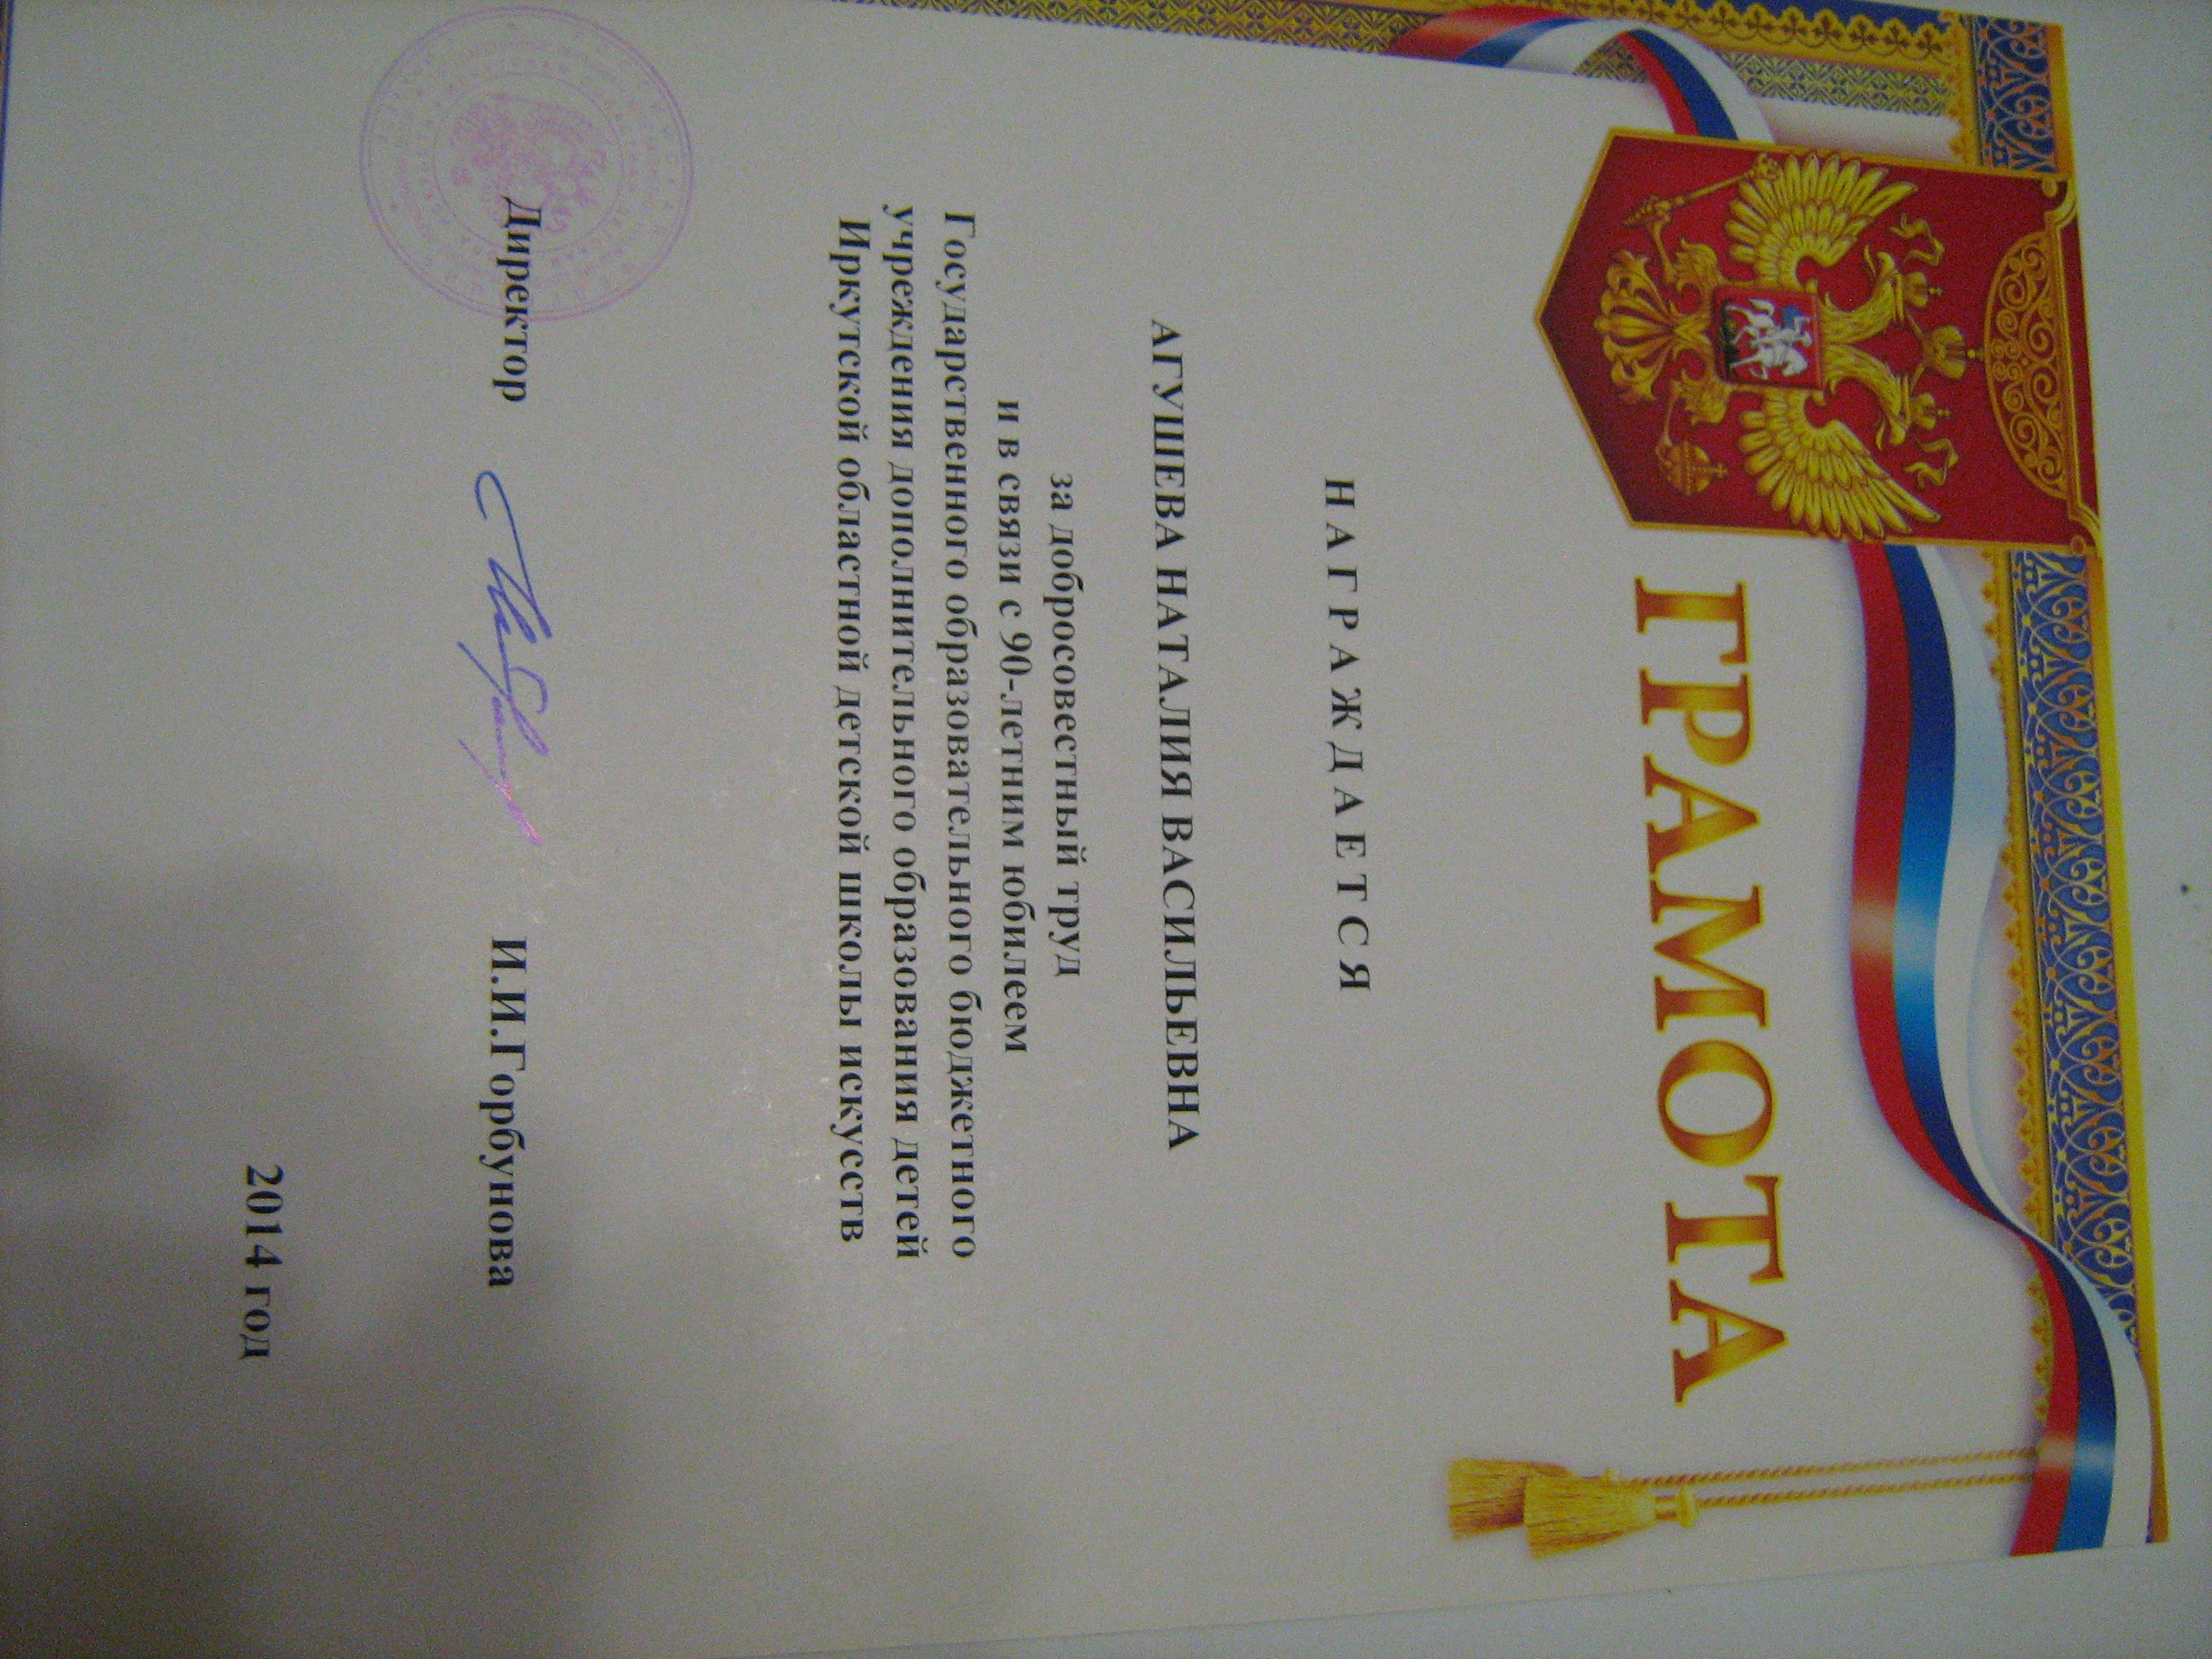 ГРАМОТА
НАГРАЖДАЕТСЯ
АГУШЕВА НАТАЛИЯ ВАСИЛЬЕВНА
за добросовестный труд
и в связи с 90-летним юбилеем
Государственного образовательного бюджетного
учреждения дополнительного образования детей
Иркутской областной детской школы искусств
Директор И.И.Горбунова
2014 год